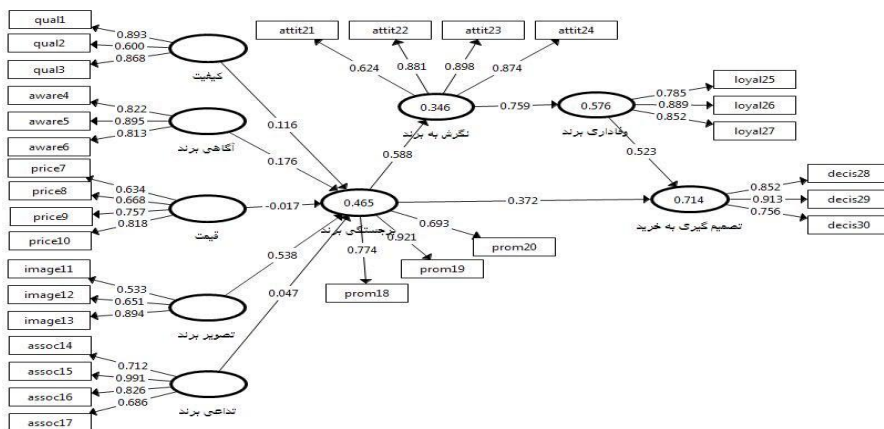 qual1
0.893
qual2
0.600
qual3
0.868
کیفیت
aware4
0.822
aware5
0.895
aware6
0.813
آگاهی برند
price7
0.634
price8
0.668
price9
0.757
price10
0.818
قیمت
image11
0.533
image12
0.651
image13
0.894
تصویر برند
assoc14
0.712
assoc15
0.991
assoc16
0.826
assoc17
0.686
تداعی برند
0.116
0.176
-0.017
0.538
0.047
0.465
برجستگی برند
prom18
0.774
prom19
0.921
prom20
0.693
0.588
0.372
attit21
attit22
attit23
attit24
0.624
0.881
0.898
0.874
0.346
نگرش به برند
0.759
0.576
وفاداری برند
0.785
loyal25
0.889
loyal26
0.852
loyal27
0.523
0.714
تصمیم گیری به خرید
0.852
decis28
0.913
decis29
0.756
decis30